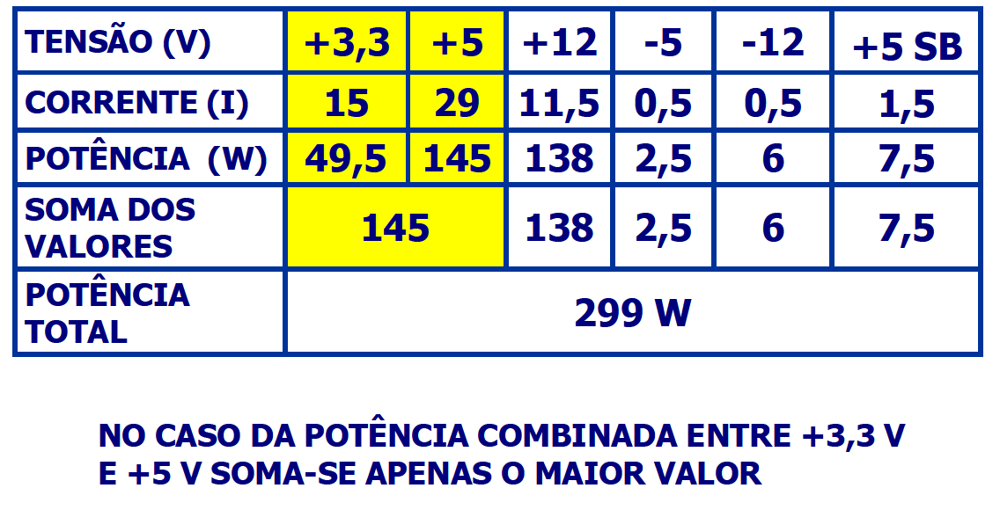 TENSÃO (V) +3,3 +5 +12 -5 -12 +5 SB
CORRENTE (I) 15 29 11,5 0,5 0,5 1,5
POTÊNCIA (W) 49,5 145 138 2,5 6 7,5
SOMA DOS
VALORES 145 138 2,5 6 7,5
POTÊNCIA
TOTAL 299 W
NO CASO DA POTÊNCIA COMBINADA ENTRE +3,3 V
E +5 V SOMA-SE APENAS O MAIOR VALOR